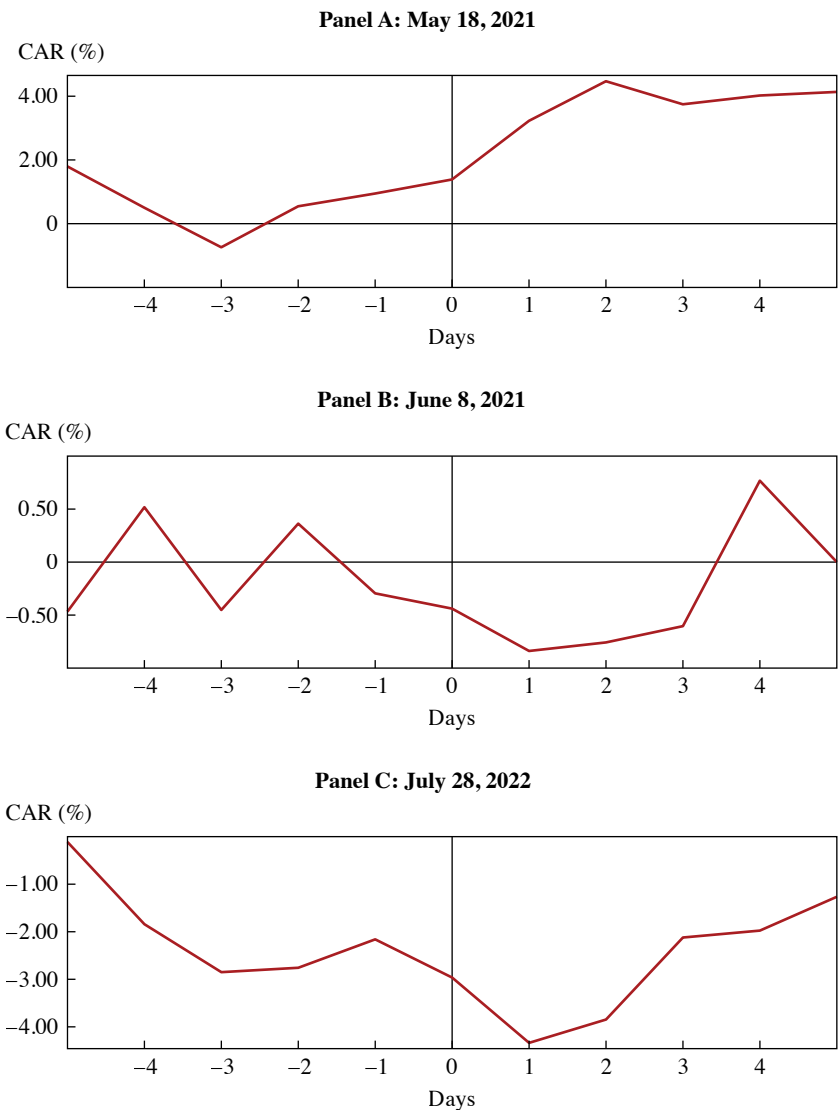 Panel A: May 18, 2021
CAR (%)
4.00
2.00
0
–4 –3 –2 –1 0 1 2 3 4
Days
Panel B: June 8, 2021
CAR (%)
0.50
0
–0.50
–4 –3 –2 –1 0 1 2 3 4
Days
Panel C: July 28, 2022
CAR (%)
–1.00
–2.00
–3.00
–4.00
–4 –3 –2 –1 0 1 2 3 4
Days